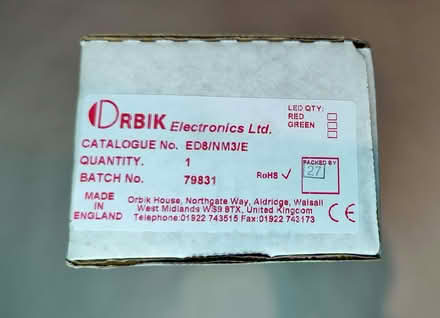 ORBIK Electronics Ltd.
LED QTY:
RED
GREEN
CATALOGUE No. ED8/NM3/E
QUANTITY. 1
BATCH No. 79831
RoHS ✓
PACKED BY
27
MADE IN ENGLAND
Orbik House, Northgate Way, Aldridge, Walsall
West Midlands WS9 8TX, United Kingdom
Telephone:01922 743515 Fax:01922 743173
CE